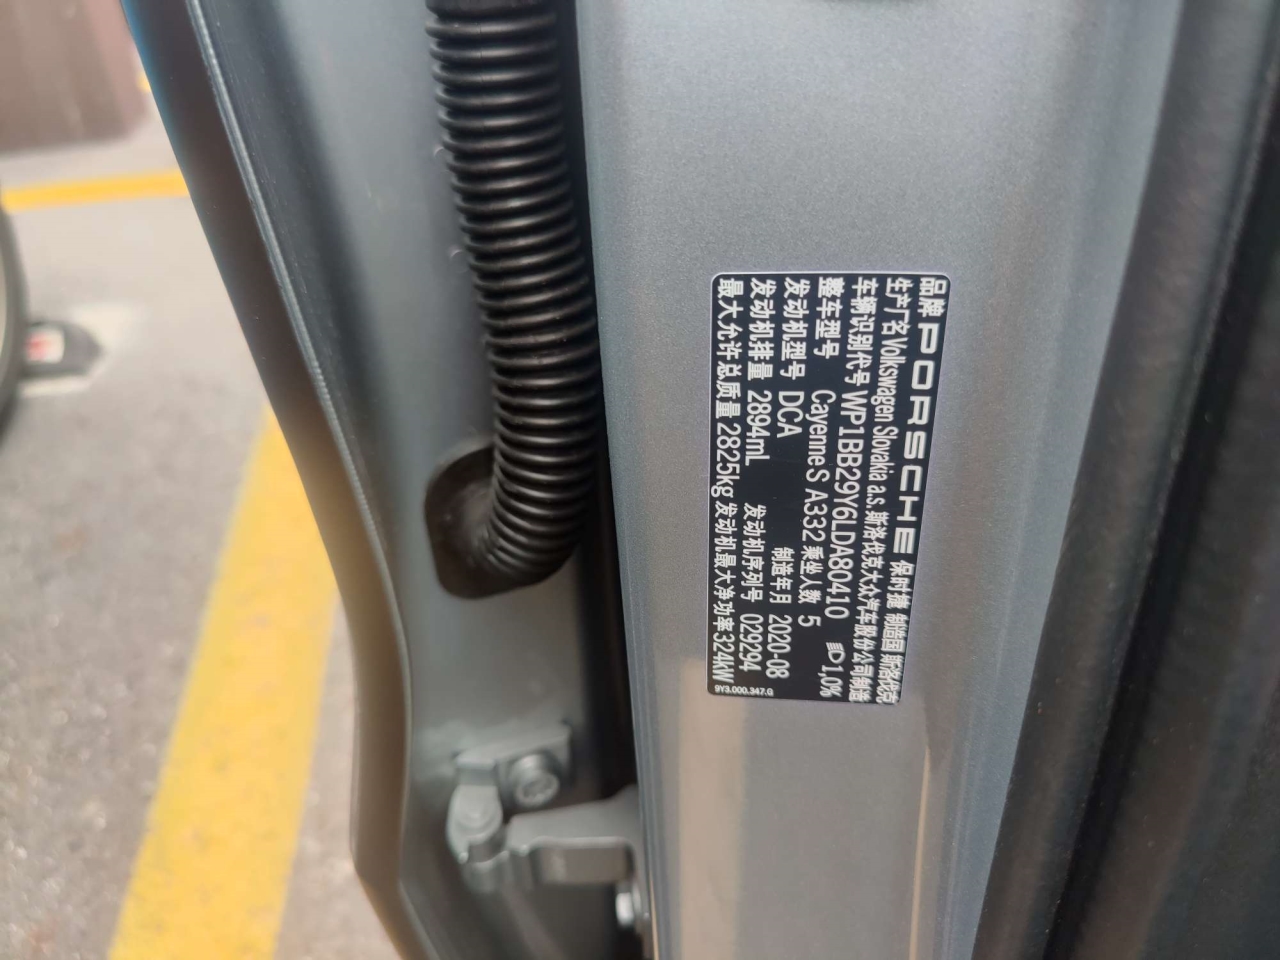 品牌 PORSCHE 保时捷 制造国 斯洛伐克
生产厂名 Volkswagen Slovakia a.s. 斯洛伐克大众汽车股份公司制造
车辆识别代号 WP1BB29Y6LDA80410 1,0%
整车型号 CayenneS A332 乘坐人数 5
发动机型号 DCA 制造年月 2020-08
发动机排量 2894mL 发动机序列号 029294
最大允许总质量 2825kg 发动机最大净功率 324kW
9Y3.000.347.G